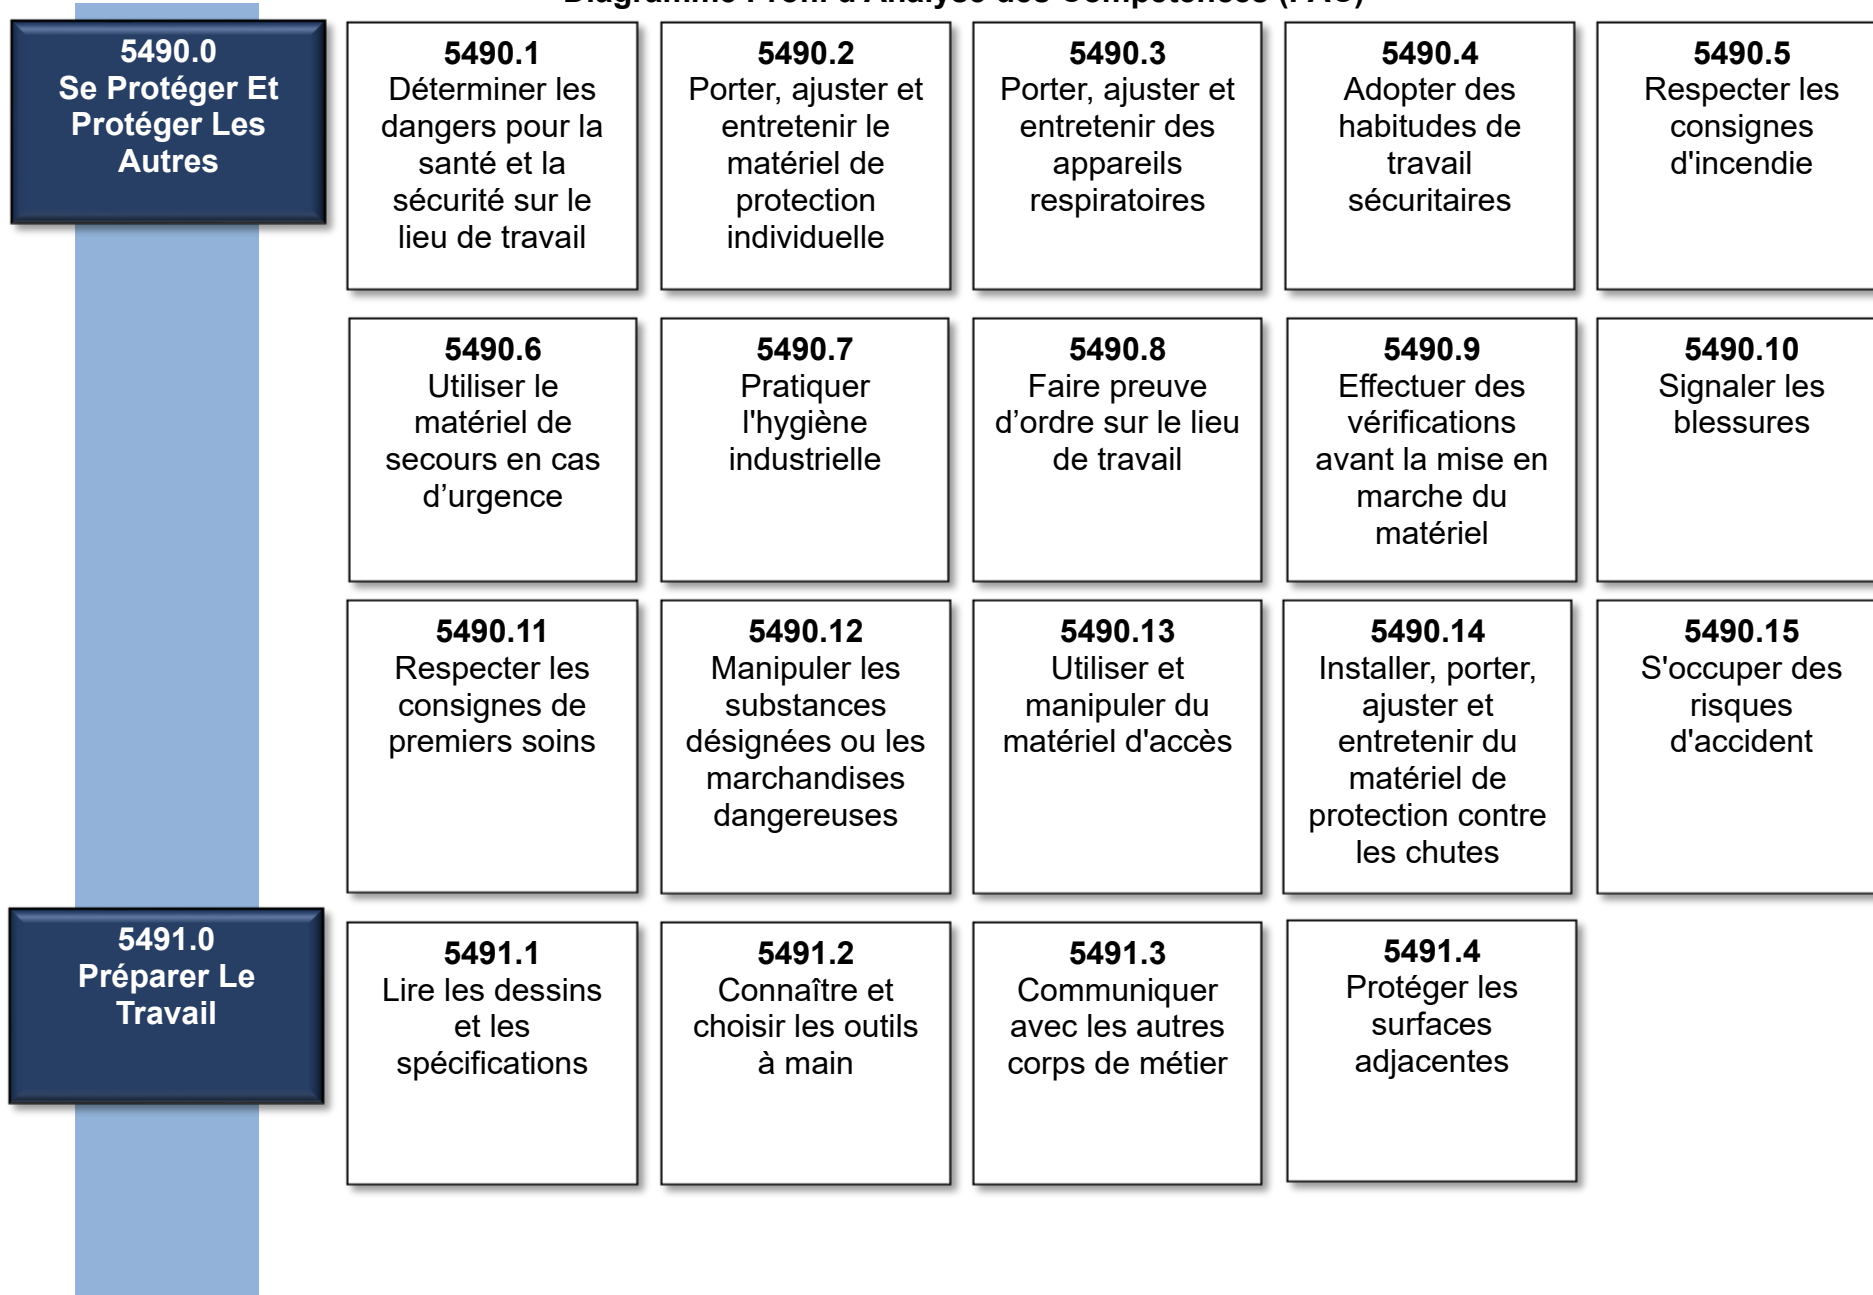 5490.0
Se Protéger Et
Protéger Les
Autres
5490.1
Déterminer les
dangers pour la
santé et la
sécurité sur le
lieu de travail
5490.2
Porter, ajuster et
entretenir le
matériel de
protection
individuelle
5490.3
Porter, ajuster et
entretenir des
appareils
respiratoires
5490.4
Adopter des
habitudes de
travail
sécuritaires
5490.5
Respecter les
consignes
d'incendie
5490.6
Utiliser le
matériel de
secours en cas
d’urgence
5490.7
Pratiquer
l'hygiène
industrielle
5490.8
Faire preuve
d’ordre sur le lieu
de travail
5490.9
Effectuer des
vérifications
avant la mise en
marche du
matériel
5490.10
Signaler les
blessures
5490.11
Respecter les
consignes de
premiers soins
5490.12
Manipuler les
substances
désignées ou les
marchandises
dangereuses
5490.13
Utiliser et
manipuler du
matériel d'accès
5490.14
Installer, porter,
ajuster et
entretenir du
matériel de
protection contre
les chutes
5490.15
S'occuper des
risques
d'accident
5491.0
Préparer Le
Travail
5491.1
Lire les dessins
et les
spécifications
5491.2
Connaître et
choisir les outils
à main
5491.3
Communiquer
avec les autres
corps de métier
5491.4
Protéger les
surfaces
adjacentes